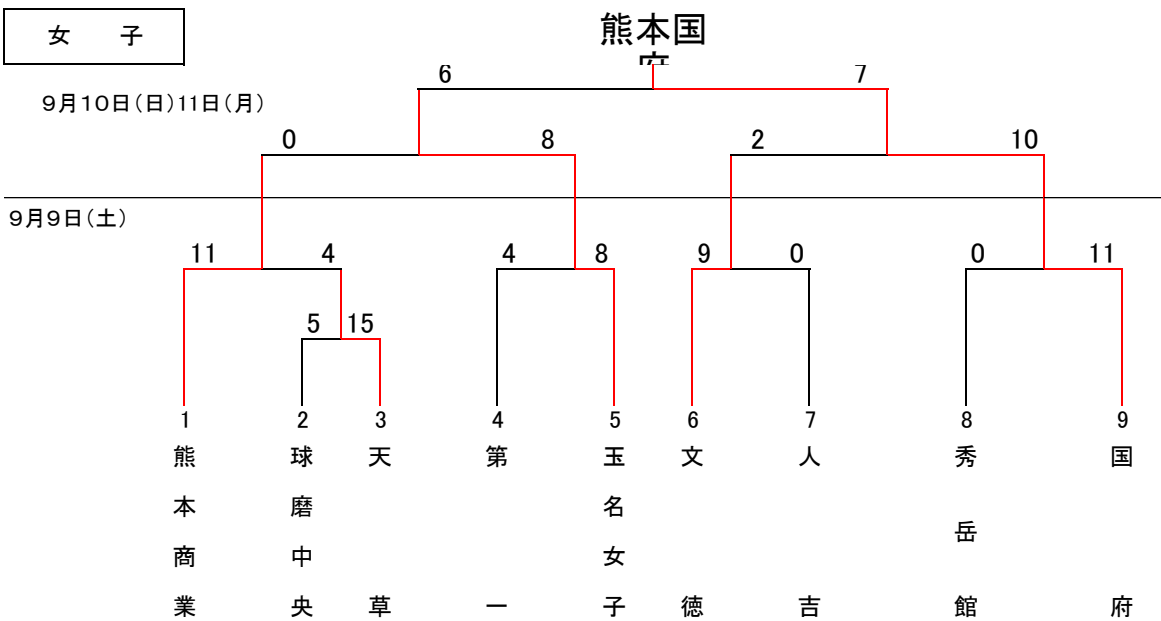 女 子
熊本国
府
6 7
9月10日(日)11日(月)
0 8 2 10
9月9日(土)
11 4 4 8 9 0 0 11
5 15
1 2 3 4 5 6 7 8 9
熊本商業
球磨中央
天草
第一
玉名女子
文徳
人吉
秀岳館
国府